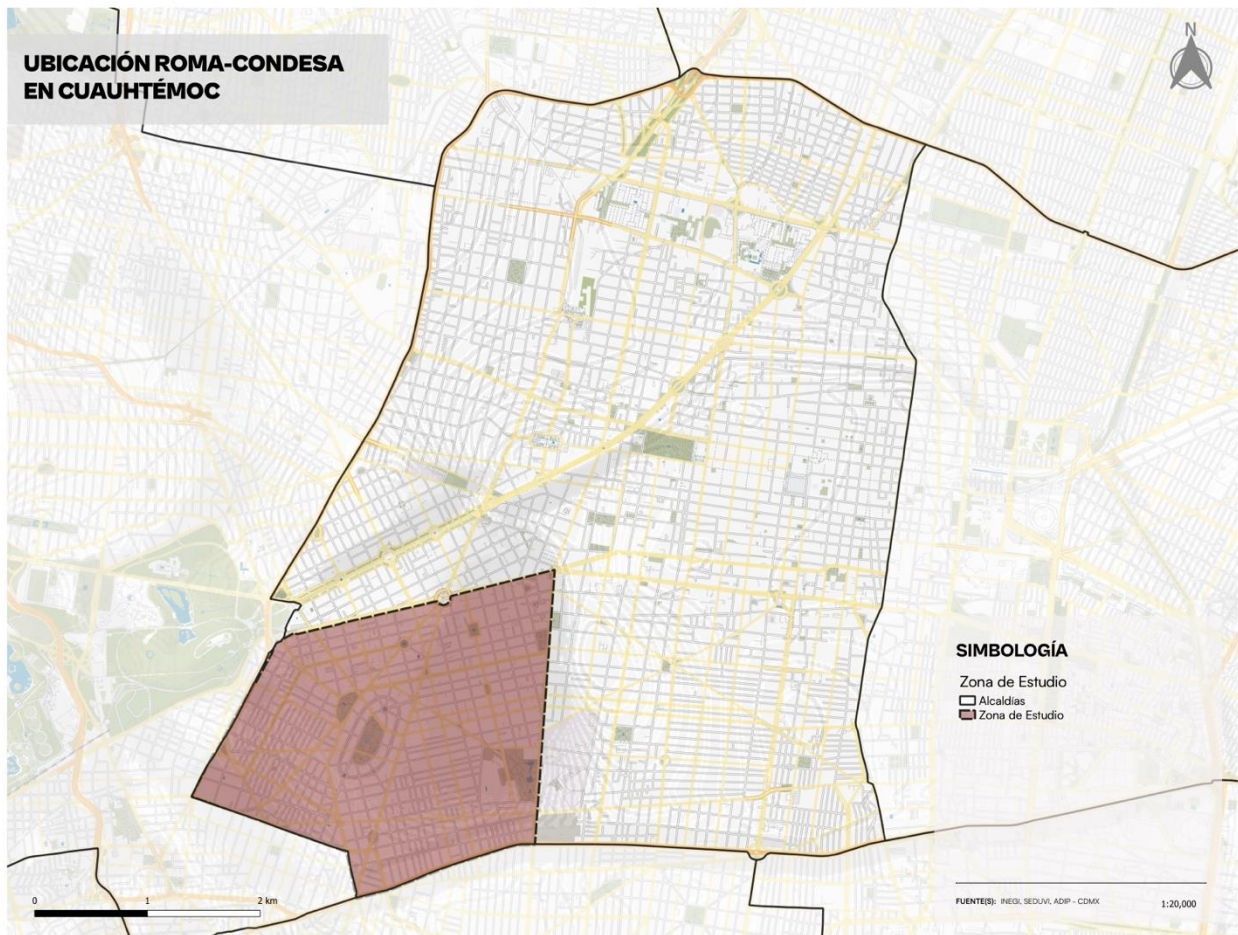 UBICACIÓN ROMA-CONDESA
EN CUAUHTÉMOC
N
SIMBOLOGÍA
Zona de Estudio
Alcaldías
Zona de Estudio
0 1 2 km
FUENTE(S): INEGI, SEDUVI, ADIP - CDMX
1:20,000